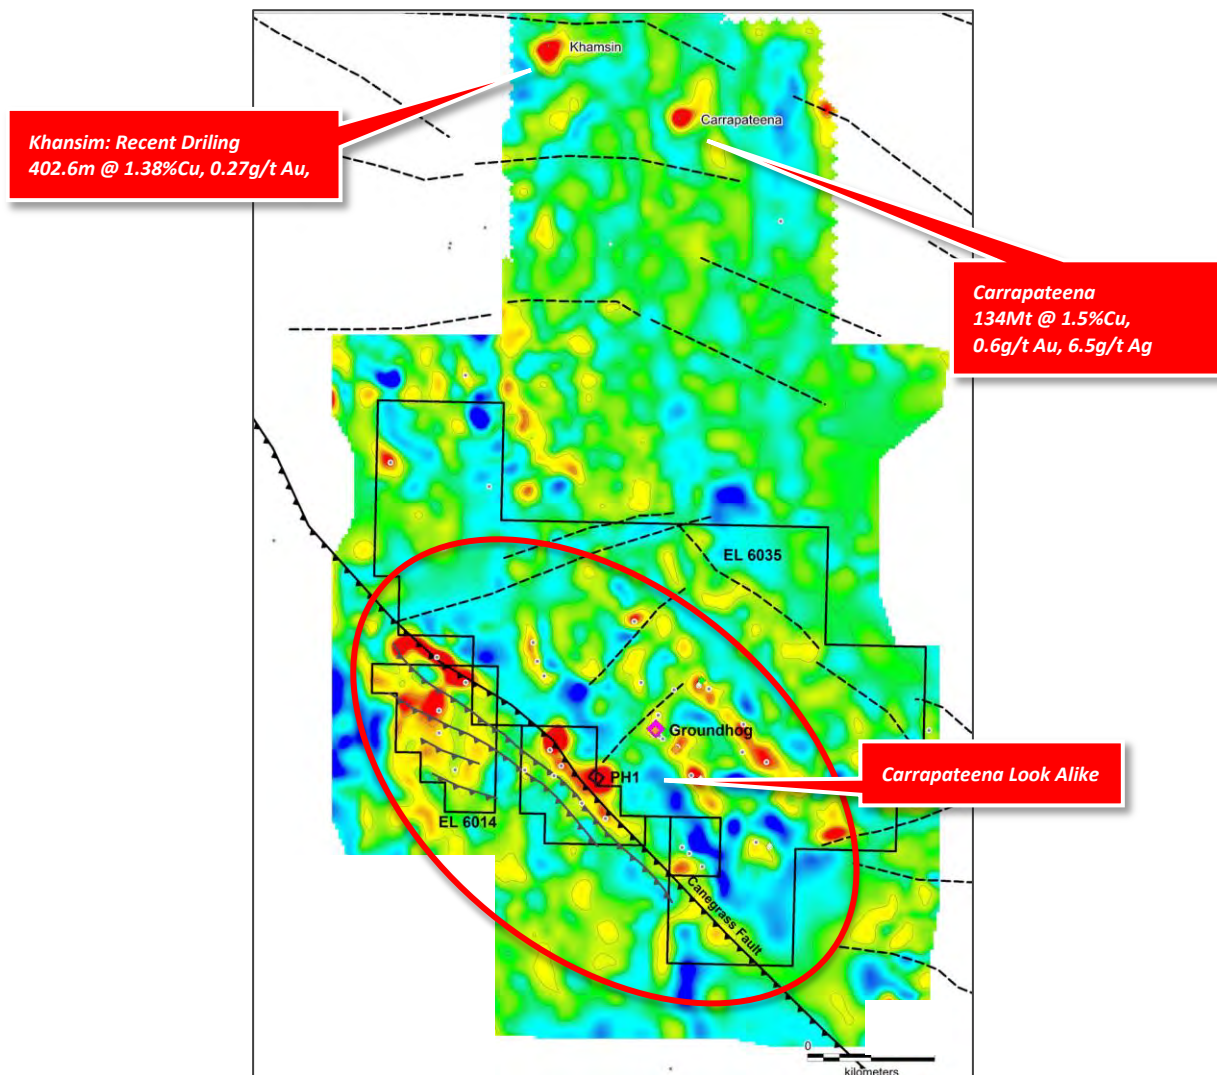 Khamsin
Carrapateena
Khansim: Recent Driling
402.6m @ 1.38%Cu, 0.27g/t Au,
Carrapateena
134Mt @ 1.5%Cu,
0.6g/t Au, 6.5g/t Ag
EL 6035
Groundhog
PH1
Carrapateena Look Alike
EL 6014
Canegrass Fault
0
kilometers